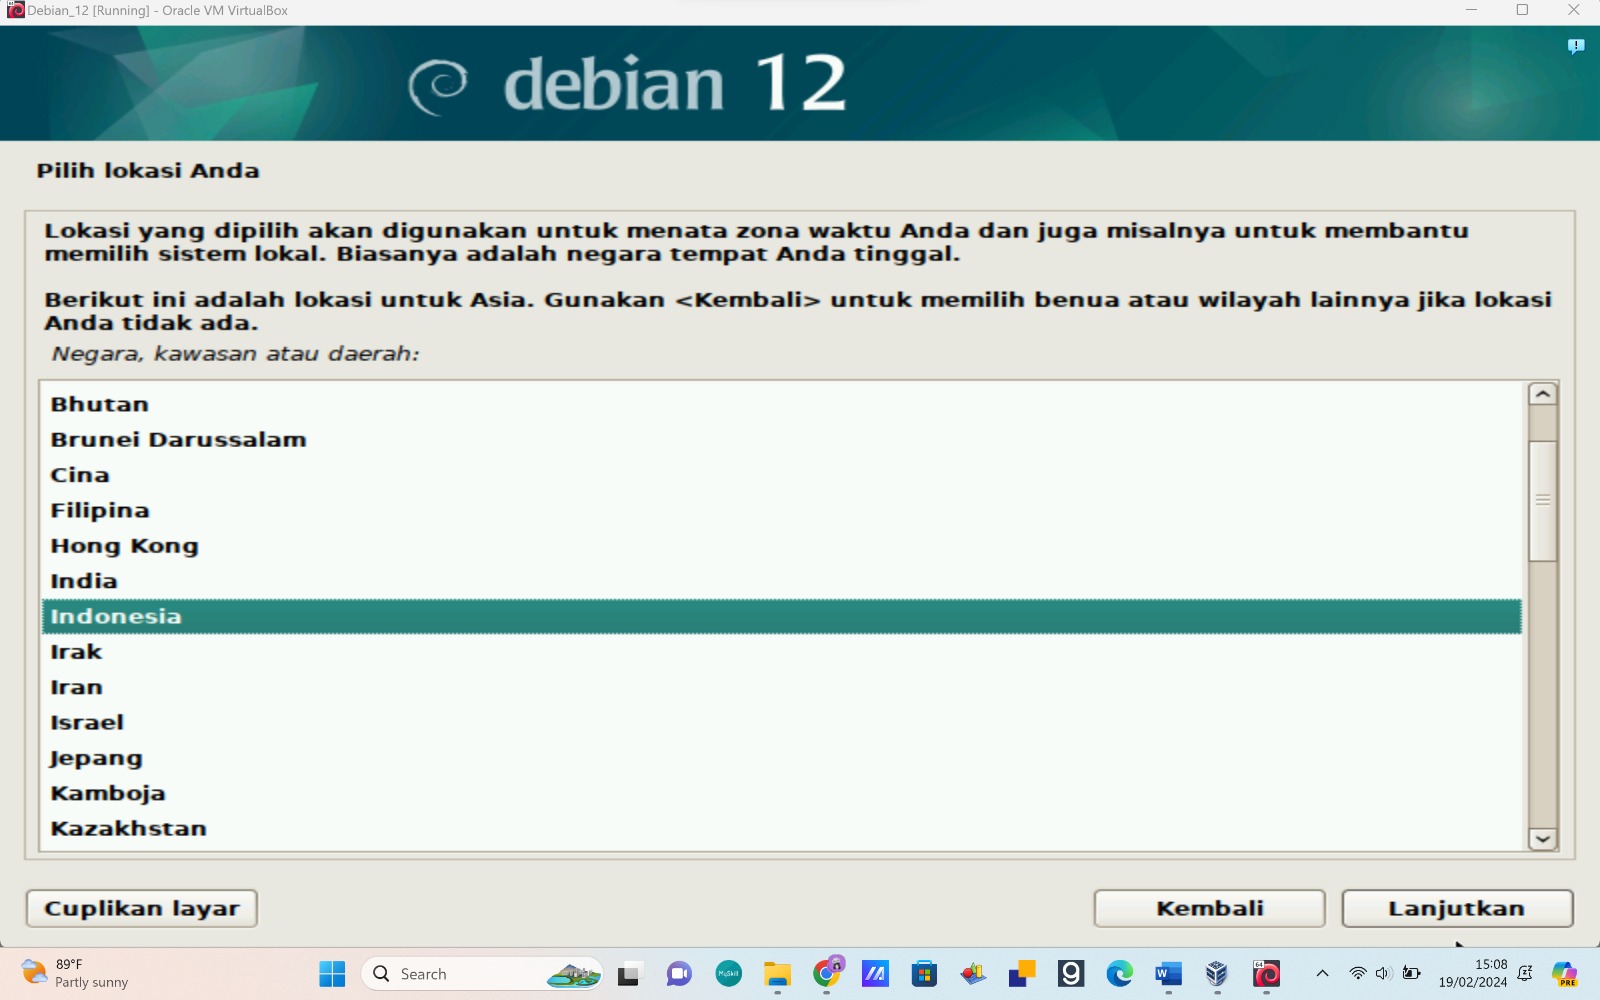 Debian_12 [Running] - Oracle VM VirtualBox
debian 12
Pilih lokasi Anda
Lokasi yang dipilih akan digunakan untuk menata zona waktu Anda dan juga misalnya untuk membantu
memilih sistem lokal. Biasanya adalah negara tempat Anda tinggal.
Berikut ini adalah lokasi untuk Asia. Gunakan <Kembali> untuk memilih benua atau wilayah lainnya jika lokasi
Anda tidak ada.
Negara, kawasan atau daerah:
Bhutan
Brunei Darussalam
Cina
Filipina
Hong Kong
India
Indonesia
Irak
Iran
Israel
Jepang
Kamboja
Kazakhstan
Cuplikan layar
Kembali
Lanjutkan
89°F
Partly sunny
Search
MySkill
64
PRE
15:08
19/02/2024